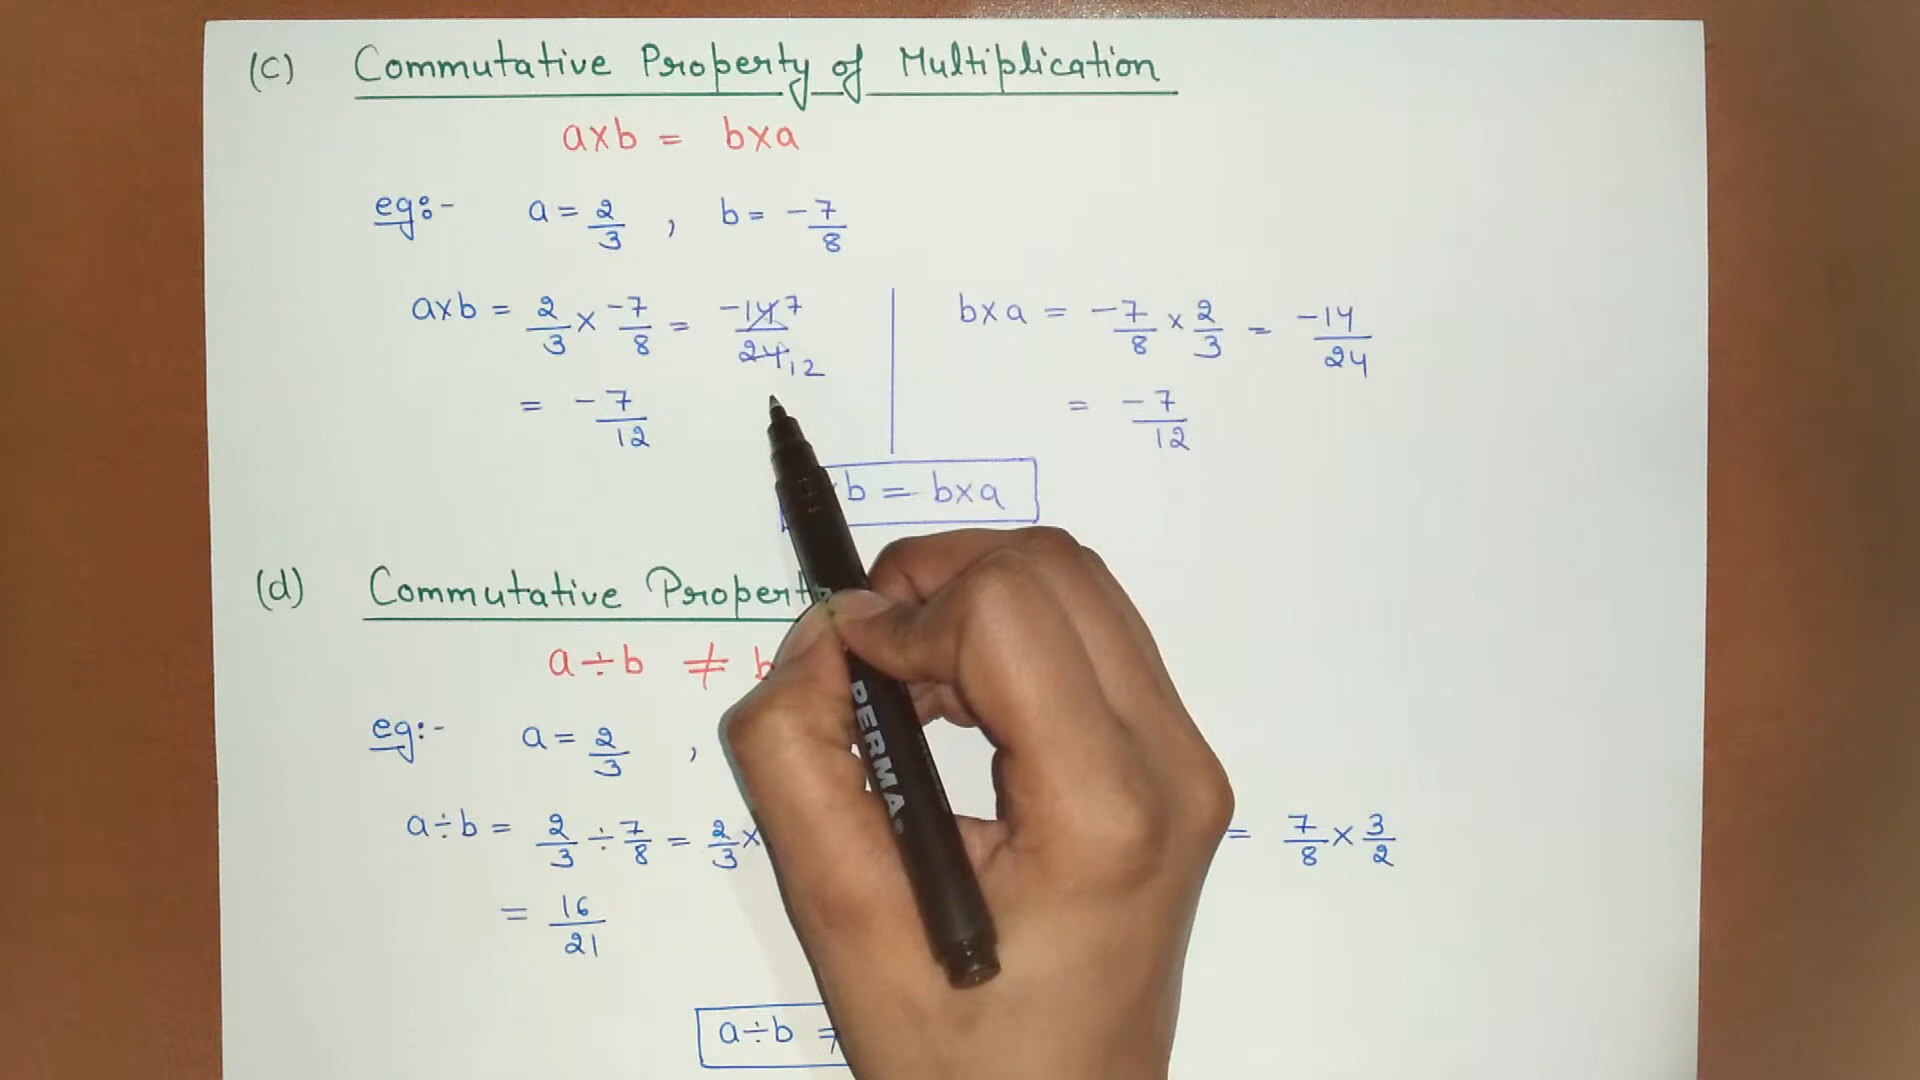 (c) Commutative Property of Multiplication
a×b = b×a
eg:- a = 2/3 , b = -7/8
a×b = 2/3 × -7/8 = -14/24 7 12
= -7/12
b×a = -7/8 × 2/3 = -14/24
= -7/12
b = b×a
(d) Commutative
a÷b ≠ b
eg:- a = 2/3 ,
a÷b = 2/3 ÷ 7/8 = 2/3 ×
= 16/21
= 7/8 × 3/2
a÷b
PERMA